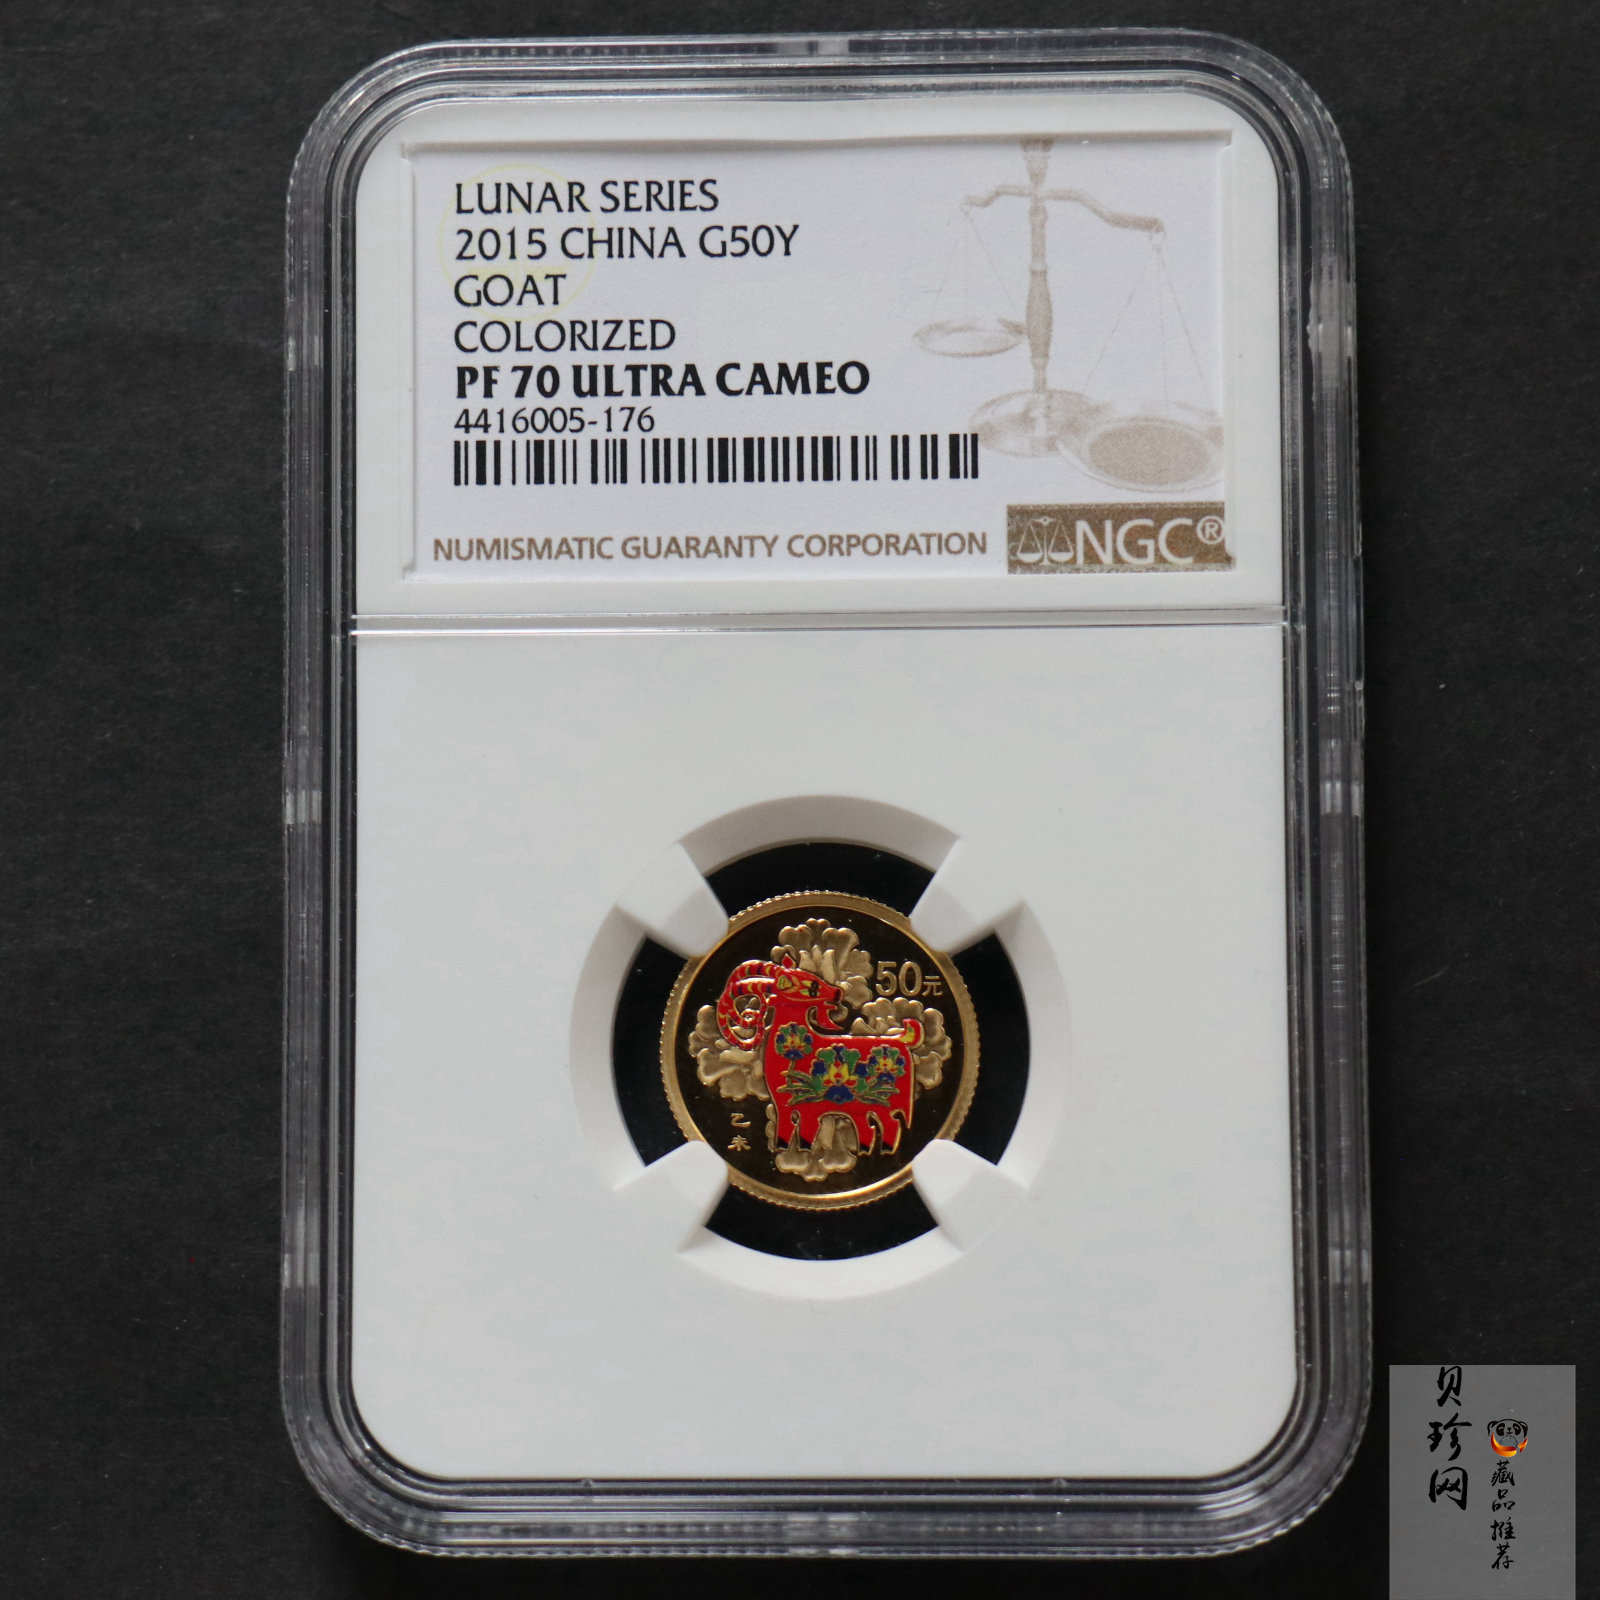 LUNAR SERIES
2015 CHINA G50Y
GOAT
COLORIZED
PF 70 ULTRA CAMEO
4416005-176
NUMISMATIC GUARANTY CORPORATION
NGC®
50元
乙未
贝珍网
藏品推荐